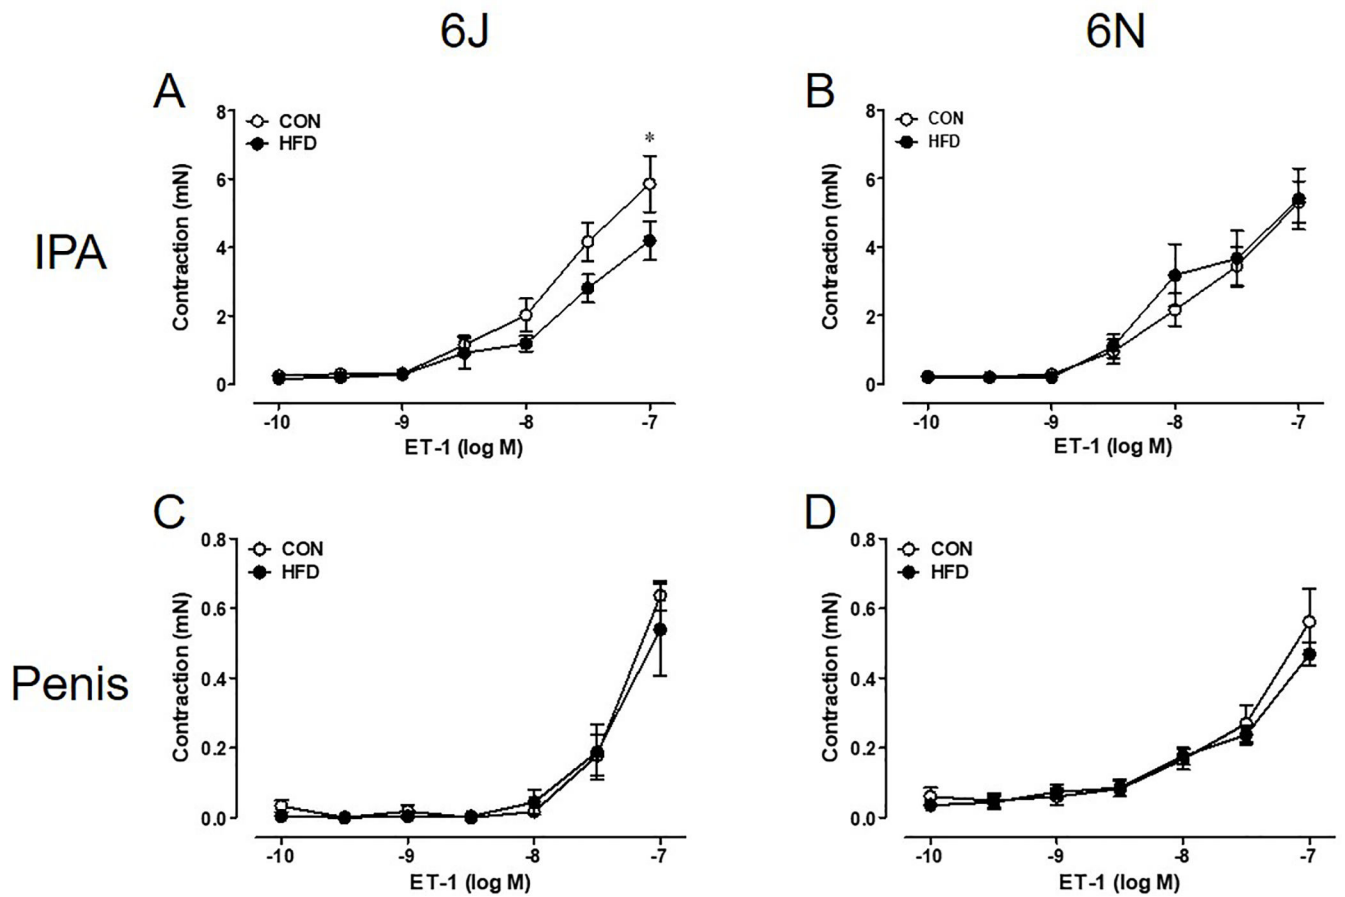 6J
6N
IPA
A
CON
HFD
*
Contraction (mN)
8
6
4
2
0
-10
-9
-8
-7
ET-1 (log M)
B
CON
HFD
Contraction (mN)
8
6
4
2
0
-10
-9
-8
-7
ET-1 (log M)
Penis
C
CON
HFD
Contraction (mN)
0.8
0.6
0.4
0.2
0.0
-10
-9
-8
-7
ET-1 (log M)
D
CON
HFD
Contraction (mN)
0.8
0.6
0.4
0.2
0.0
-10
-9
-8
-7
ET-1 (log M)